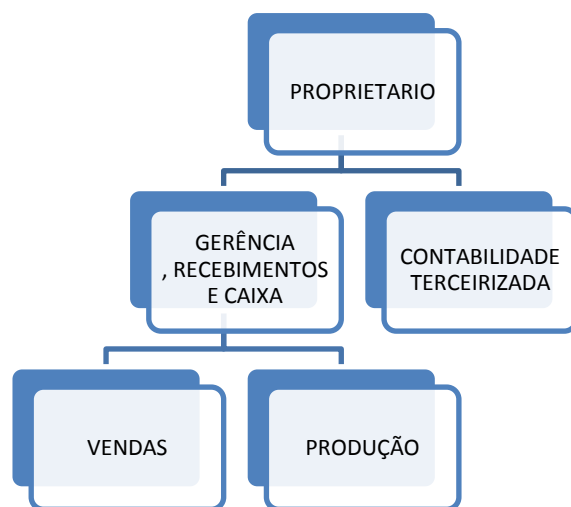 PROPRIETARIO
GERÊNCIA
, RECEBIMENTOS
E CAIXA
CONTABILIDADE
TERCEIRIZADA
VENDAS
PRODUÇÃO